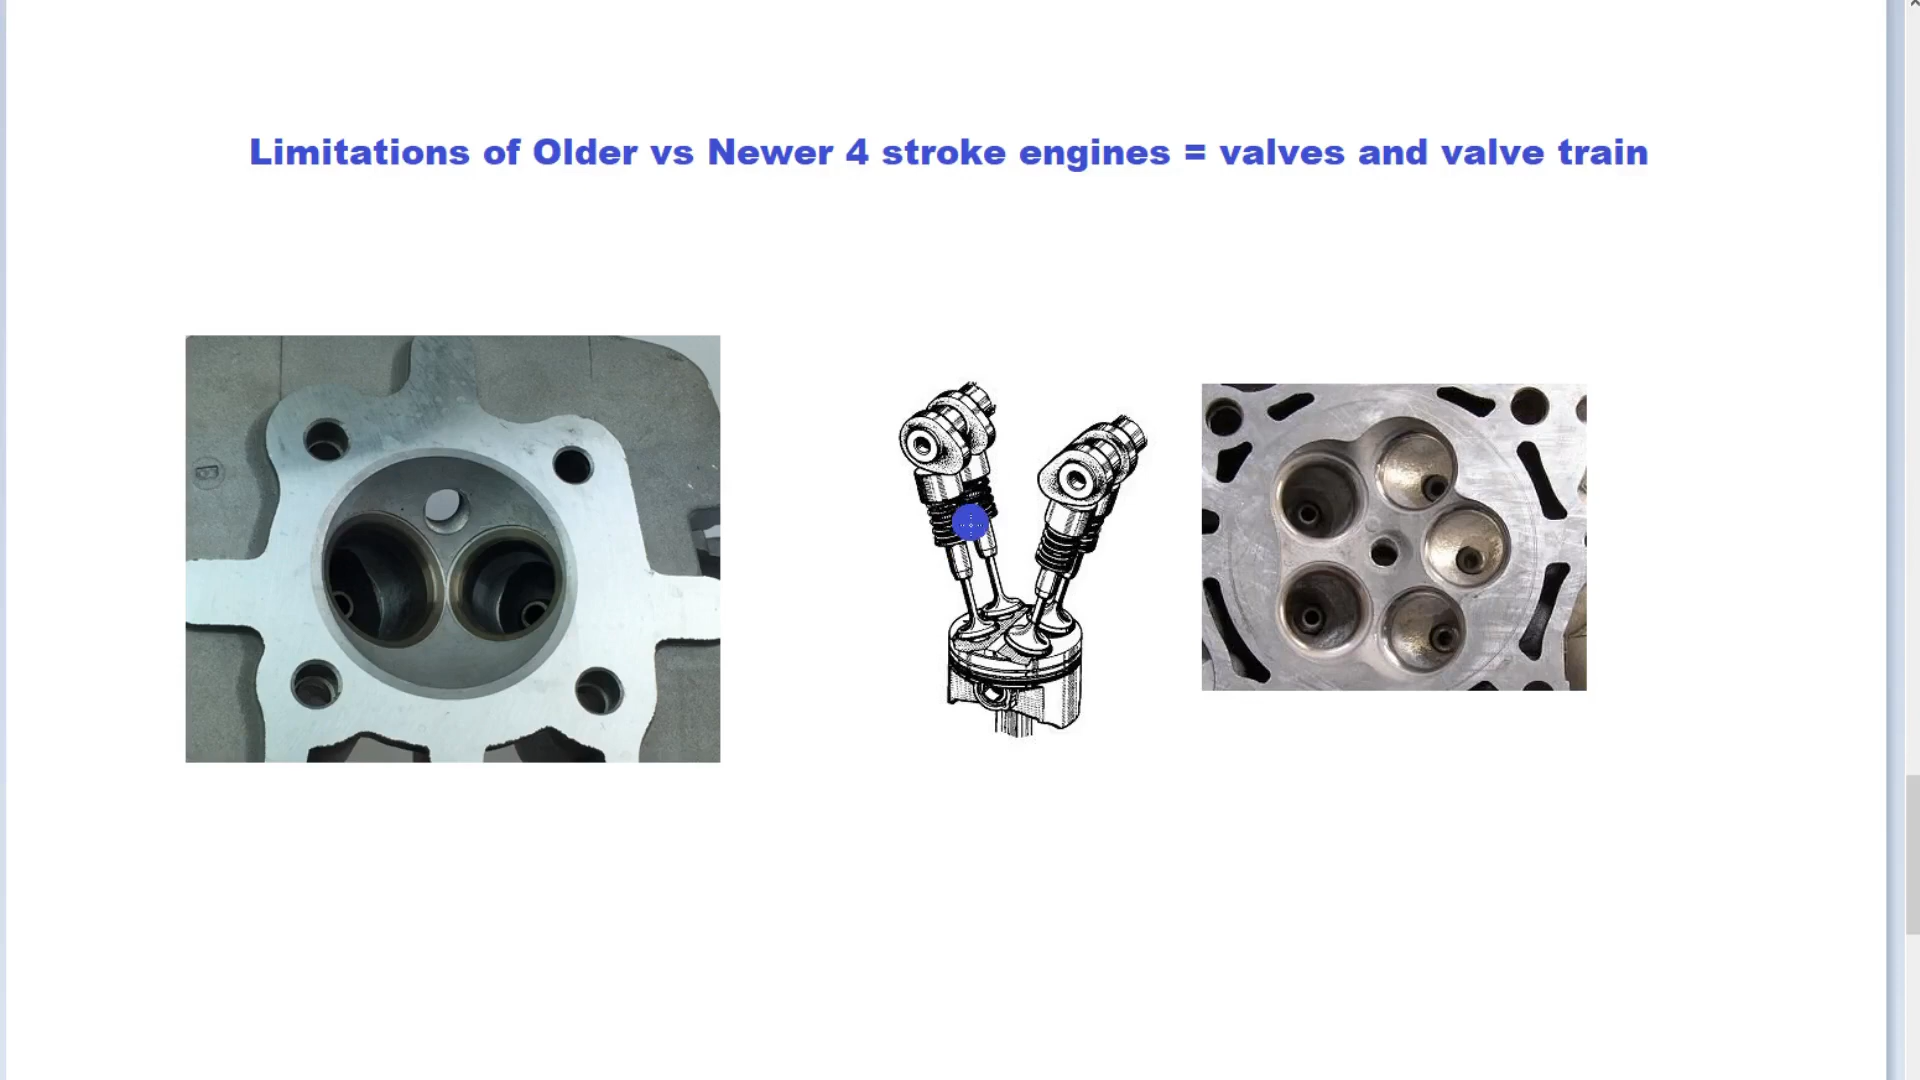 Limitations of Older vs Newer 4 stroke engines = valves and valve train